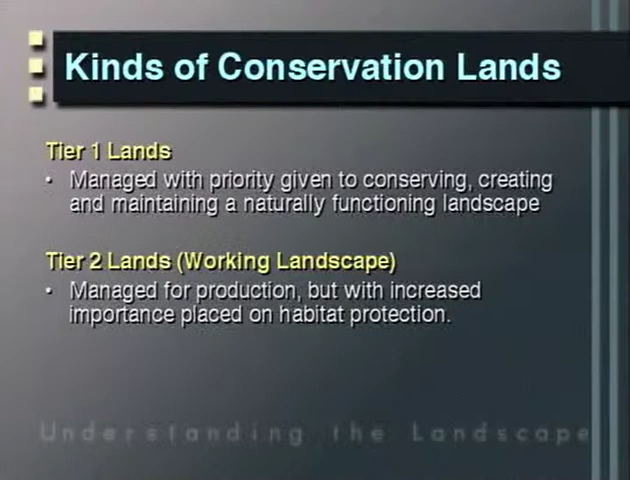 Kinds of Conservation Lands
Tier 1 Lands
• Managed with priority given to conserving, creating
and maintaining a naturally functioning landscape
Tier 2 Lands (Working Landscape)
• Managed for production, but with increased
importance placed on habitat protection.
Understanding the Landscape